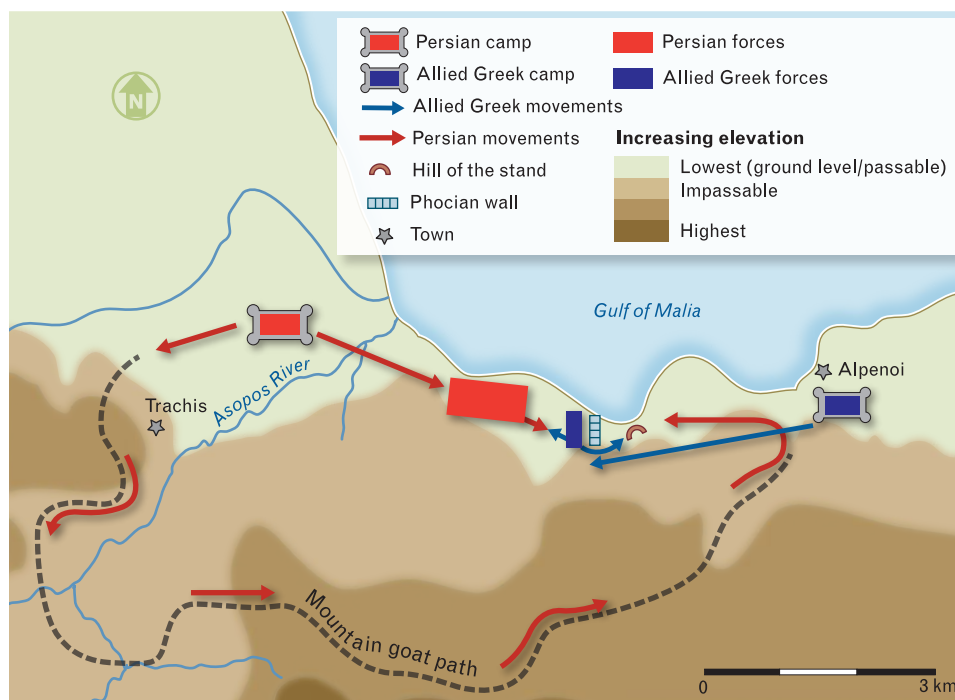 Persian camp
Persian forces
Allied Greek camp
Allied Greek forces
Allied Greek movements
Persian movements
Increasing elevation
Hill of the stand
Lowest (ground level/passable)
Impassable
Phocian wall
Town
Highest
N
Gulf of Malia
Alpenoi
Asopos River
Trachis
Mountain goat path
0
3 km